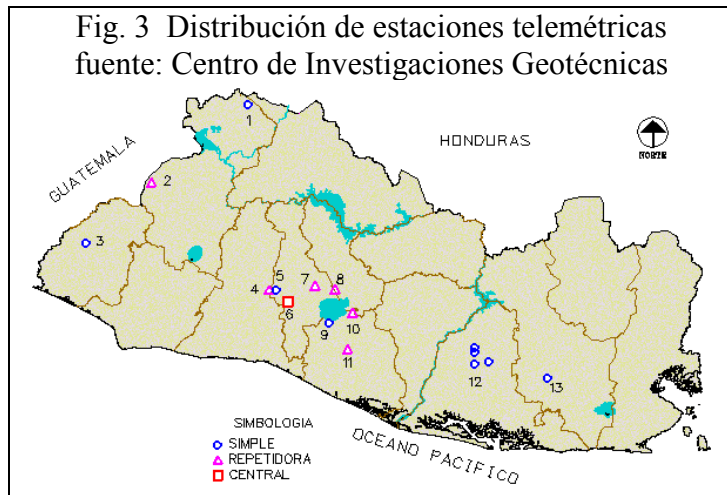 Fig. 3 Distribución de estaciones telemétricas
fuente: Centro de Investigaciones Geotécnicas
1
HONDURAS
NORTE
GUATEMALA
2
3
4
5
6
7
8
9
10
11
12
13
SIMBOLOGIA
SIMPLE
REPETIDORA
CENTRAL
OCEANO PACIFICO